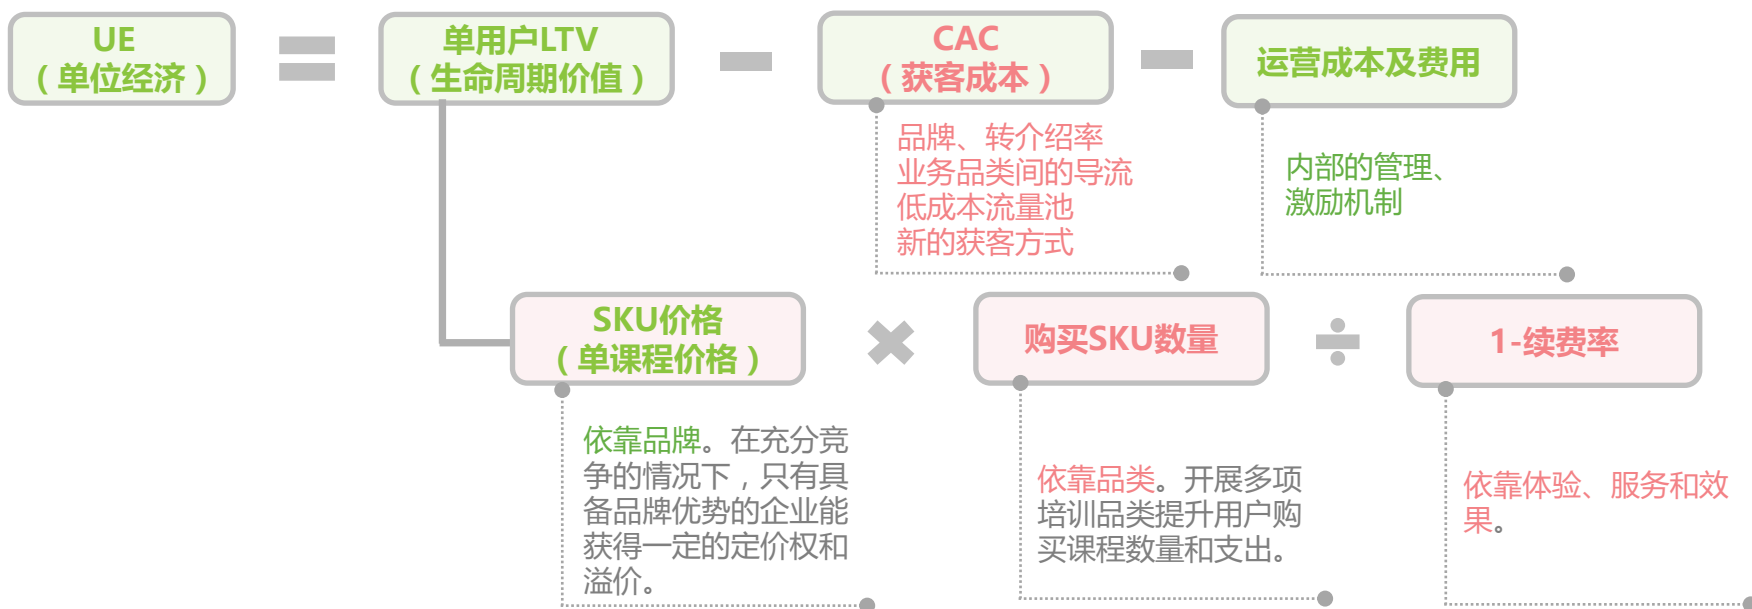 UE
（单位经济）
单用户LTV
（生命周期价值）
CAC
（获客成本）
运营成本及费用
品牌、转介绍率
业务品类间的导流
低成本流量池
新的获客方式
内部的管理、
激励机制
SKU价格
（单课程价格）
购买SKU数量
1-续费率
依靠品牌。在充分竞
争的情况下，只有具
备品牌优势的企业能
获得一定的定价权和
溢价。
依靠品类。开展多项
培训品类提升用户购
买课程数量和支出。
依靠体验、服务和效
果。